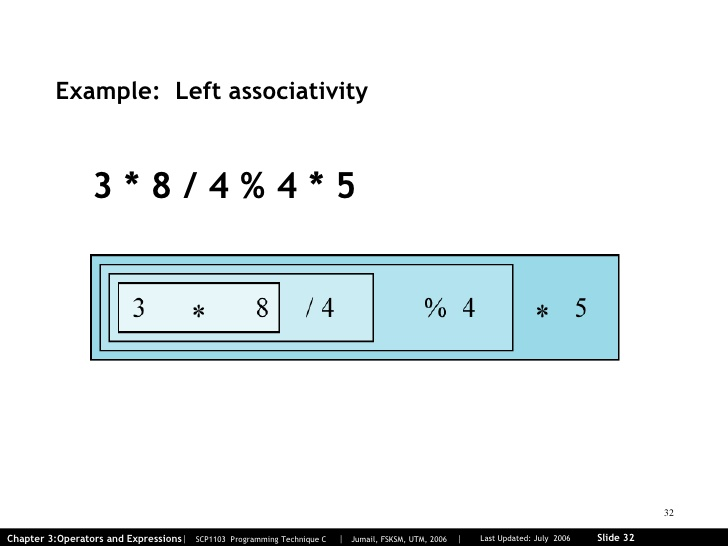 Example: Left associativity
3 * 8 / 4 % 4 * 5
3 * 8 / 4 % 4 * 5
32
Chapter 3:Operators and Expressions| SCP1103 Programming Technique C | Jumail, FSKSM, UTM, 2006 | Last Updated: July 2006 Slide 32